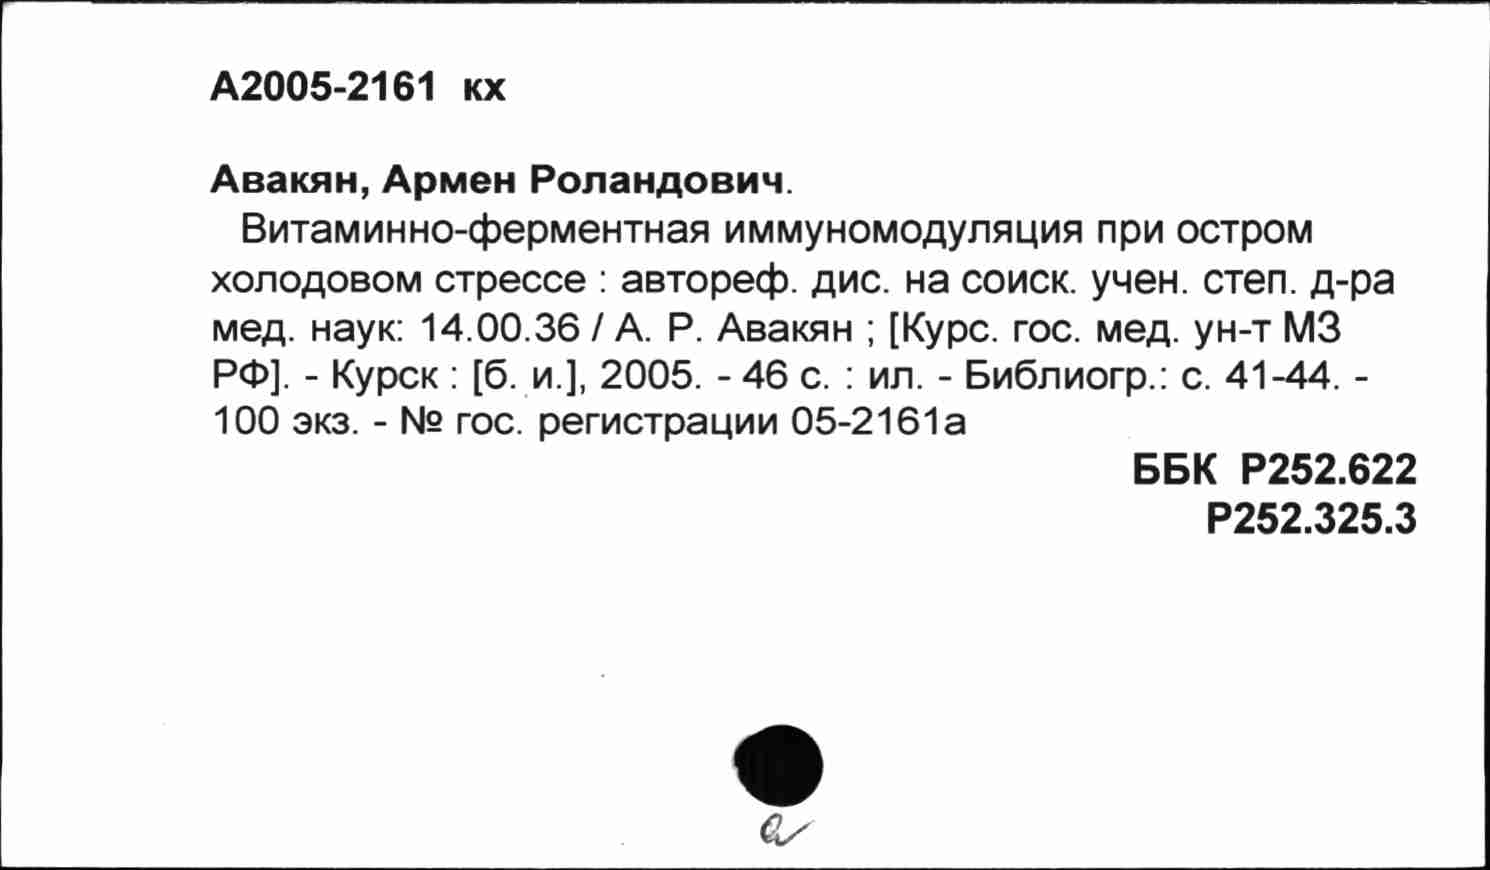 А2005-2161 кх
Авакян, Армен Роландович.
Витаминно-ферментная иммуномодуляция при остром
холодовом стрессе : автореф. дис. на соиск. учен. степ. д-ра
мед. наук: 14.00.36 / А. Р. Авакян ; [Курс. гос. мед. ун-т МЗ
РФ]. - Курск : [б. и.], 2005. - 46 с. : ил. - Библиогр.: с. 41-44. -
100 экз. - № гос. регистрации 05-2161а
ББК Р252.622
Р252.325.3